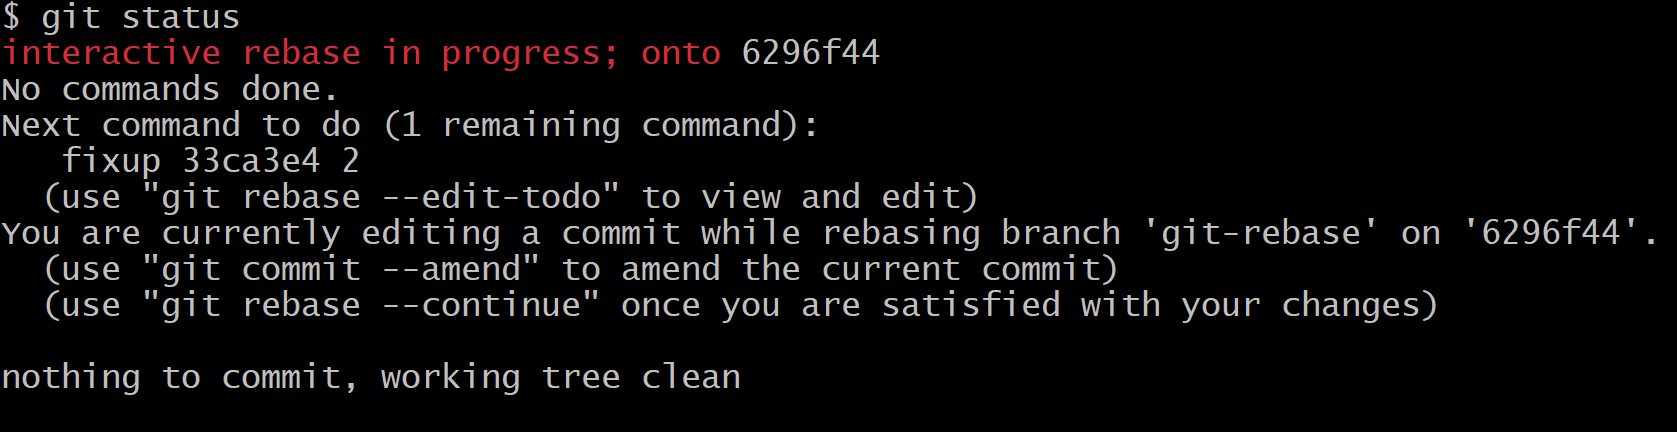 $ git status
interactive rebase in progress; onto 6296f44
No commands done.
Next command to do (1 remaining command):
   fixup 33ca3e4 2
  (use "git rebase --edit-todo" to view and edit)
You are currently editing a commit while rebasing branch 'git-rebase' on '6296f44'.
  (use "git commit --amend" to amend the current commit)
  (use "git rebase --continue" once you are satisfied with your changes)
nothing to commit, working tree clean